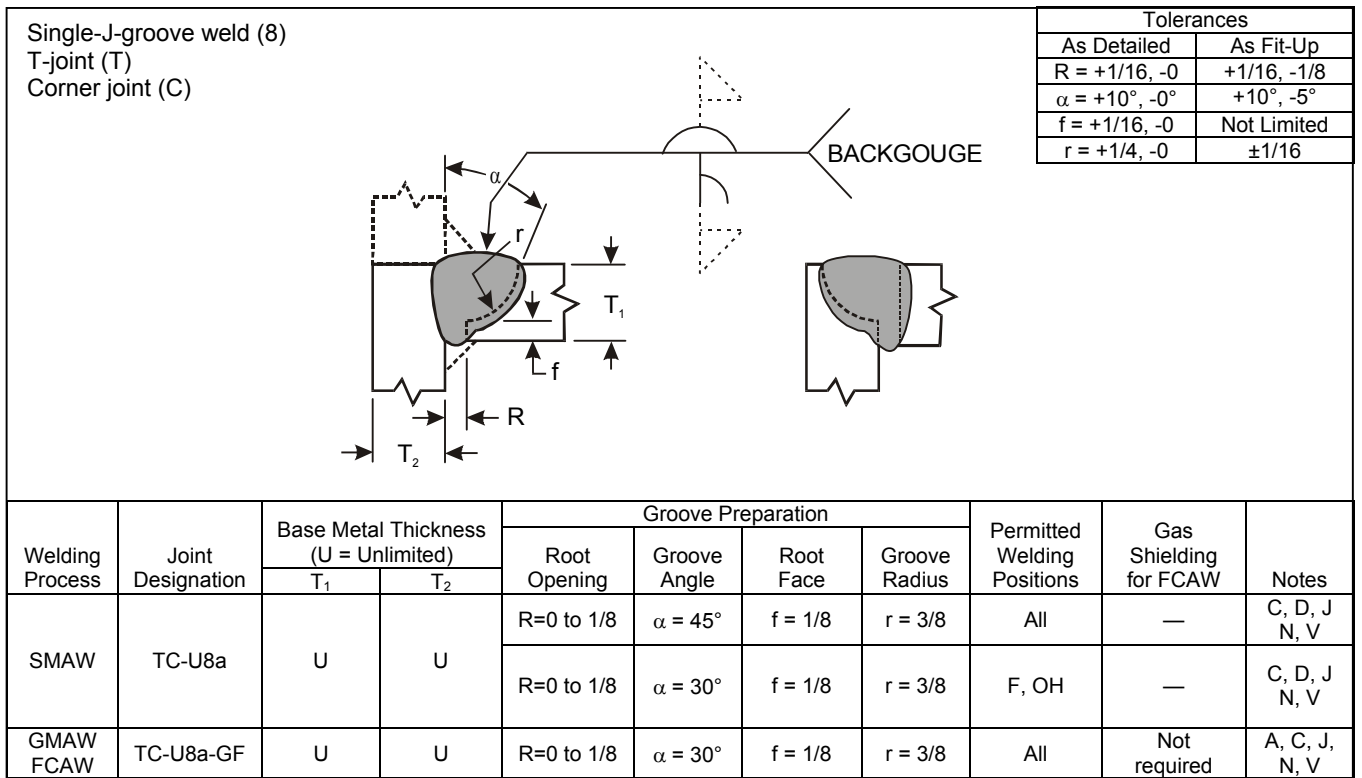 Single-J-groove weld (8)
T-joint (T)
Corner joint (C)
Tolerances
As Detailed As Fit-Up
R = +1/16, -0 +1/16, -1/8
α = +10°, -0° +10°, -5°
f = +1/16, -0 Not Limited
r = +1/4, -0 ±1/16
BACKGOUGE
α
r
T₁
f
R
T₂
Welding Process Joint Designation Base Metal Thickness (U = Unlimited) Groove Preparation Permitted Welding Positions Gas Shielding for FCAW Notes
T₁ T₂ Root Opening Groove Angle Root Face Groove Radius
SMAW TC-U8a U U R=0 to 1/8 α = 45° f = 1/8 r = 3/8 All — C, D, J N, V
R=0 to 1/8 α = 30° f = 1/8 r = 3/8 F, OH — C, D, J N, V
GMAW FCAW TC-U8a-GF U U R=0 to 1/8 α = 30° f = 1/8 r = 3/8 All Not required A, C, J, N, V